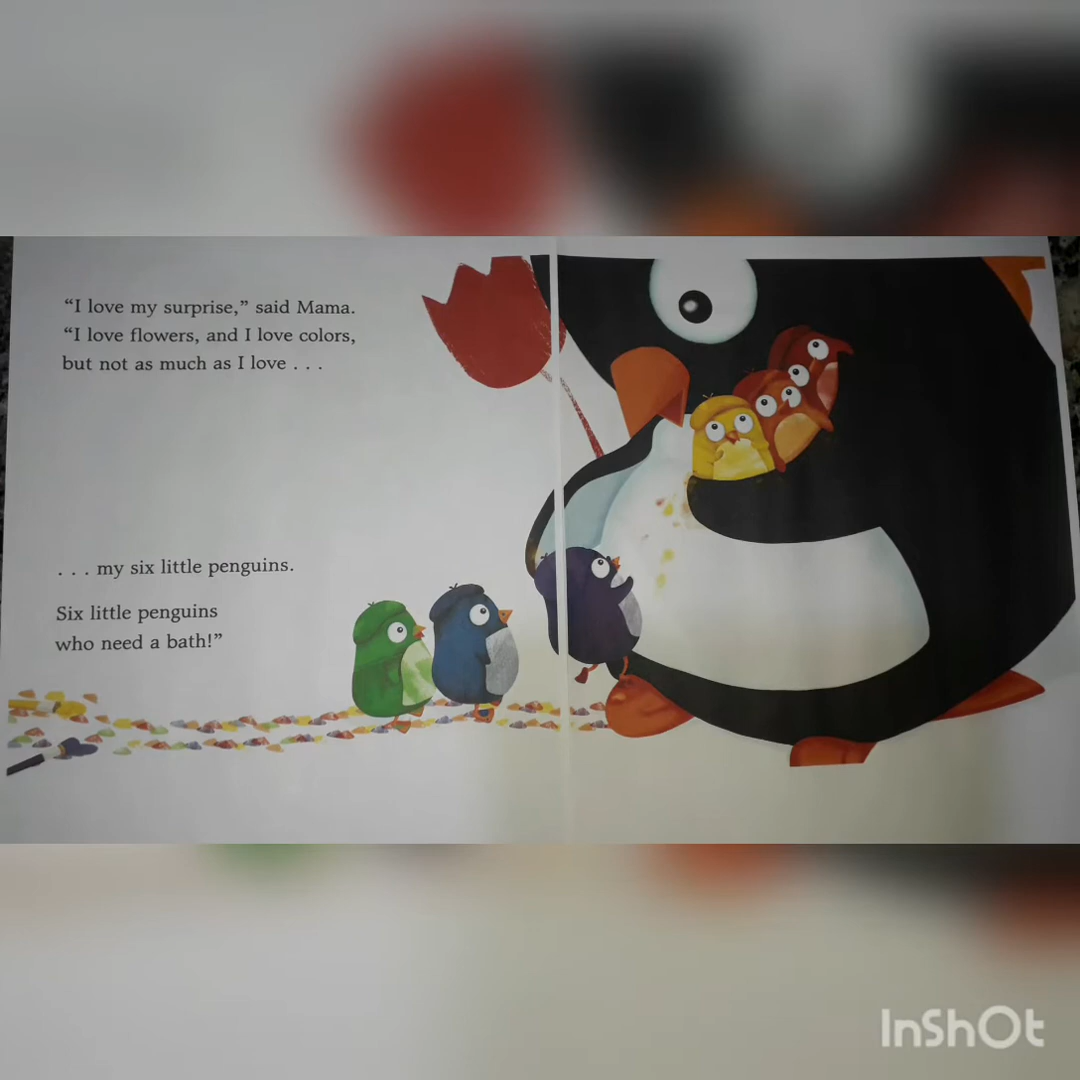 “I love my surprise,” said Mama.
“I love flowers, and I love colors,
but not as much as I love . . .
. . . my six little penguins.
Six little penguins
who need a bath!”
InShOt